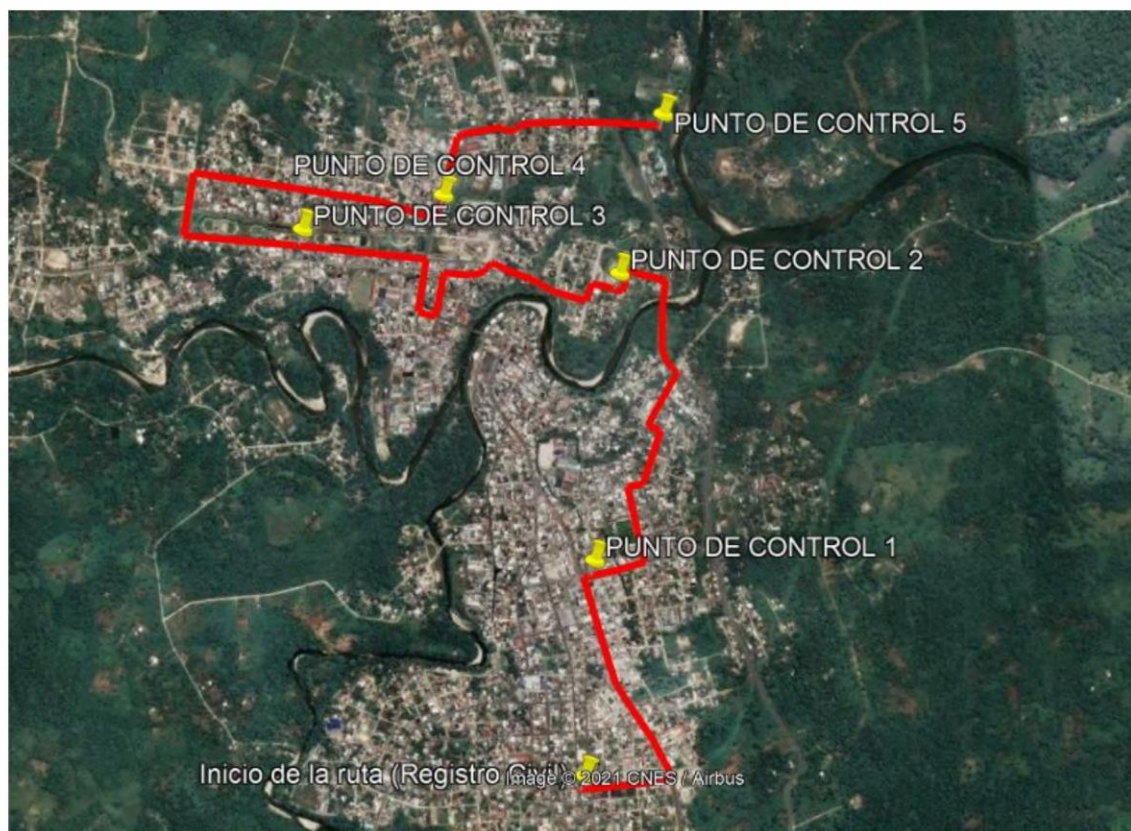 PUNTO DE CONTROL 5
PUNTO DE CONTROL 4
PUNTO DE CONTROL 3
PUNTO DE CONTROL 2
PUNTO DE CONTROL 1
Inicio de la ruta (Registro Civil)
Image © 2021 CNES / Airbus